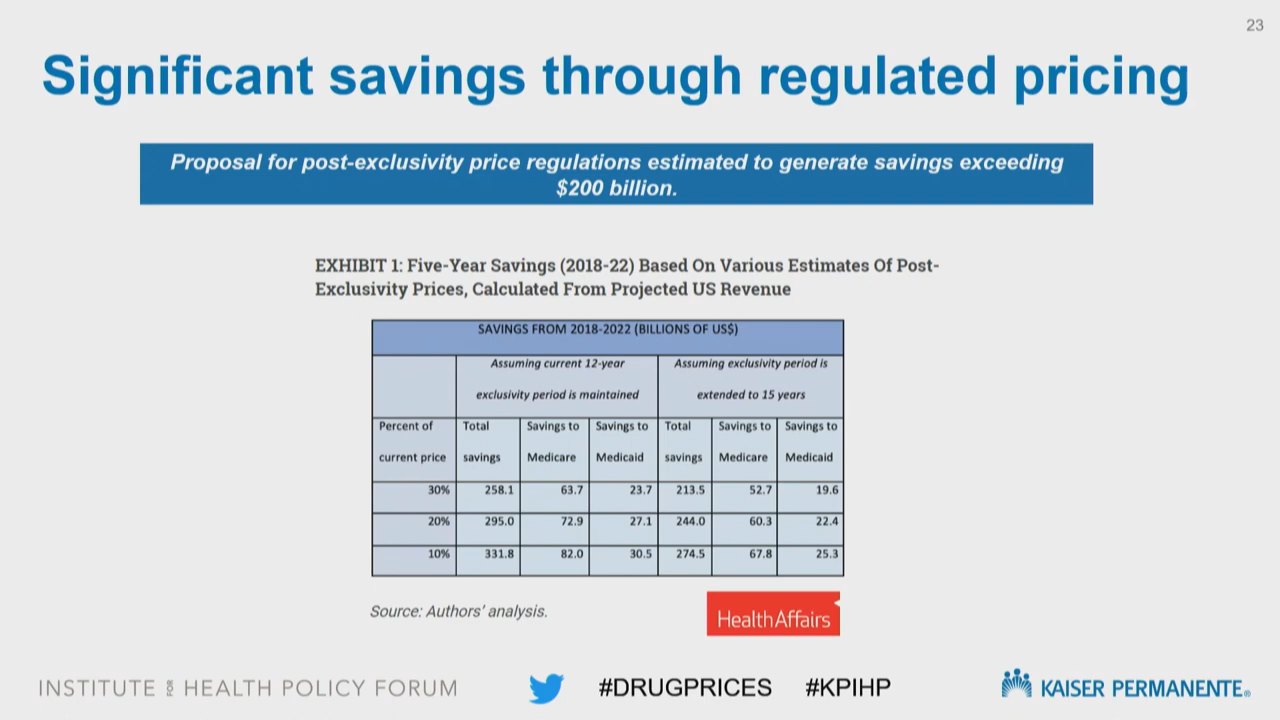 23
Significant savings through regulated pricing
Proposal for post-exclusivity price regulations estimated to generate savings exceeding
$200 billion.
EXHIBIT 1: Five-Year Savings (2018-22) Based On Various Estimates Of Post-
Exclusivity Prices, Calculated From Projected US Revenue
SAVINGS FROM 2018-2022 (BILLIONS OF US$)
Assuming current 12-year
exclusivity period is maintained
Assuming exclusivity period is
extended to 15 years
Percent of
current price
Total
savings
Savings to
Medicare
Savings to
Medicaid
Total
savings
Savings to
Medicare
Savings to
Medicaid
30% 258.1 63.7 23.7 213.5 52.7 19.6
20% 295.0 72.9 27.1 244.0 60.3 22.4
10% 331.8 82.0 30.5 274.5 67.8 25.3
Source: Authors’ analysis.
HealthAffairs
INSTITUTE FOR HEALTH POLICY FORUM
#DRUGPRICES #KPIHP
KAISER PERMANENTE®